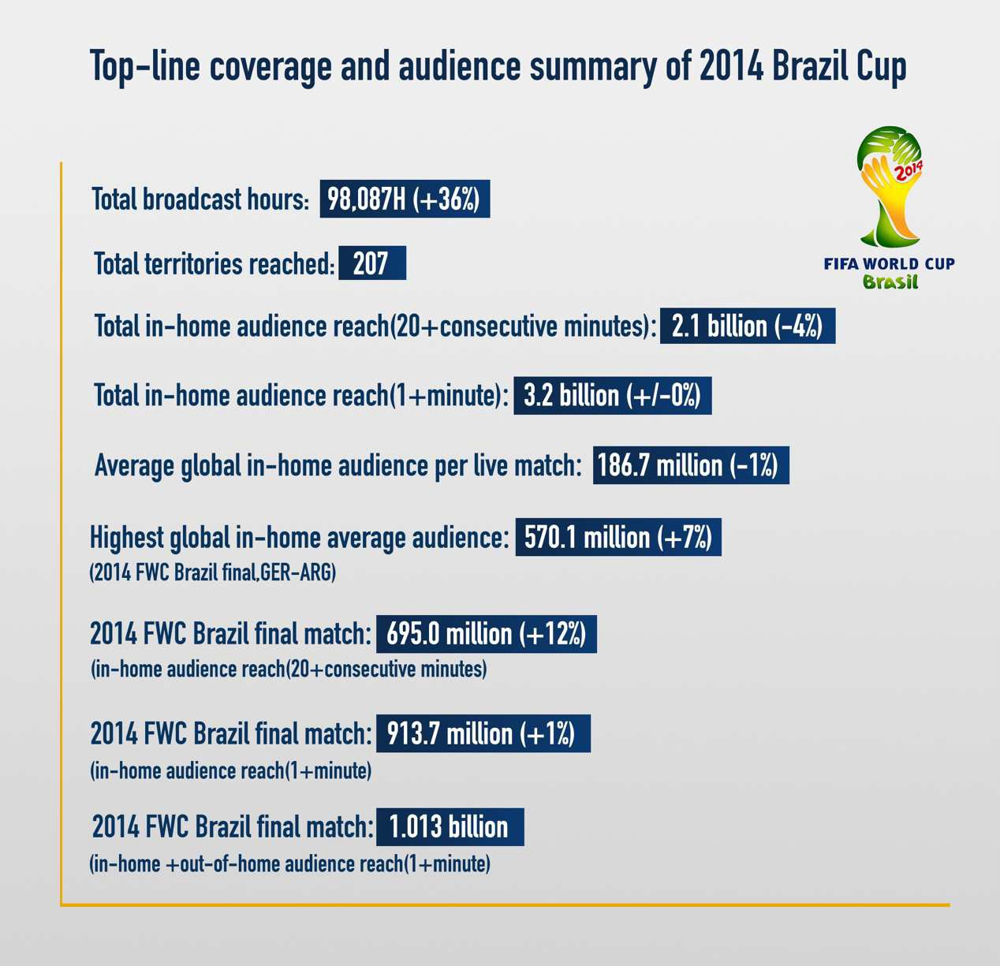 Top-line coverage and audience summary of 2014 Brazil Cup
2014
FIFA WORLD CUP
Brasil
Total broadcast hours: 98,087H (+36%)
Total territories reached: 207
Total in-home audience reach(20+consecutive minutes): 2.1 billion (-4%)
Total in-home audience reach(1+minute): 3.2 billion (+/-0%)
Average global in-home audience per live match: 186.7 million (-1%)
Highest global in-home average audience: 570.1 million (+7%)
(2014 FWC Brazil final,GER-ARG)
2014 FWC Brazil final match: 695.0 million (+12%)
(in-home audience reach(20+consecutive minutes)
2014 FWC Brazil final match: 913.7 million (+1%)
(in-home audience reach(1+minute)
2014 FWC Brazil final match: 1.013 billion
(in-home +out-of-home audience reach(1+minute)